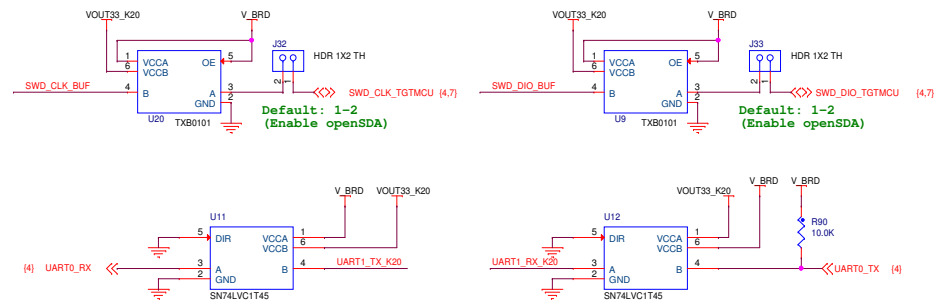 VOUT33_K20
V_BRD
J32
HDR 1X2 TH
1
VCCA
6
VCCB
OE
5
2
1
SWD_CLK_BUF
4
B
A
3
GND
2
SWD_CLK_TGTMCU {4,7}
U20
TXB0101
Default: 1-2
(Enable openSDA)
VOUT33_K20
V_BRD
J33
HDR 1X2 TH
1
VCCA
6
VCCB
OE
5
2
1
SWD_DIO_BUF
4
B
A
3
GND
2
SWD_DIO_TGTMCU {4,7}
U9
TXB0101
Default: 1-2
(Enable openSDA)
V_BRD
VOUT33_K20
U11
5
DIR
VCCA
1
VCCB
6
{4} UART0_RX
3
A
B
4
UART1_TX_K20
2
GND
SN74LVC1T45
VOUT33_K20
V_BRD
V_BRD
U12
R90
10.0K
5
DIR
VCCA
1
VCCB
6
UART1_RX_K20
3
A
B
4
UART0_TX {4}
2
GND
SN74LVC1T45